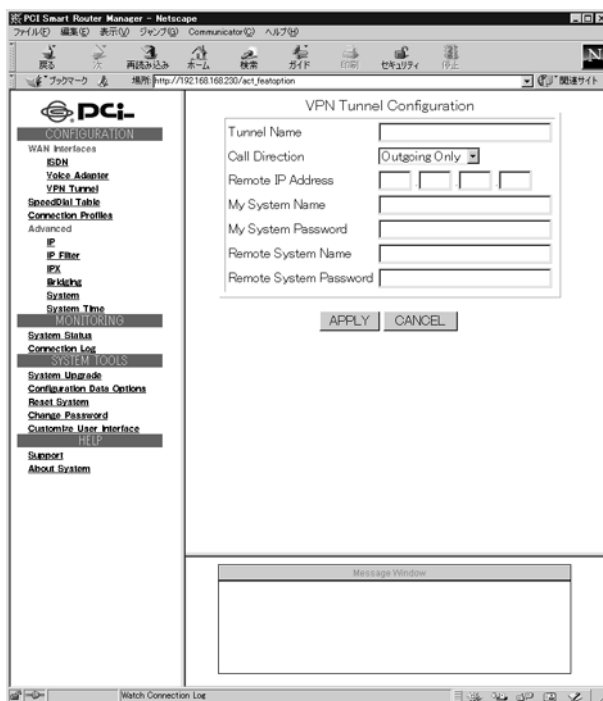 PCI Smart Router Manager - Netscape
ファイル(F) 編集(E) 表示(V) ジャンプ(G) Communicator(C) ヘルプ(H)
戻る 次 再読み込み ホーム 検索 ガイド 印刷 セキュリティ 停止
N
ブックマーク 場所: http://192.168.168.230/act_featoption 関連サイト
PCi
CONFIGURATION
WAN Interfaces
ISDN
Voice Adapter
VPN Tunnel
SpeedDial Table
Connection Profiles
Advanced
IP
IP Filter
IPX
Bridging
System
System Time
MONITORING
System Status
Connection Log
SYSTEM TOOLS
System Upgrade
Configuration Data Options
Reset System
Change Password
Customize User Interface
HELP
Support
About System
VPN Tunnel Configuration
Tunnel Name
Call Direction Outgoing Only
Remote IP Address . . .
My System Name
My System Password
Remote System Name
Remote System Password
APPLY CANCEL
Message Window
Watch Connection Log